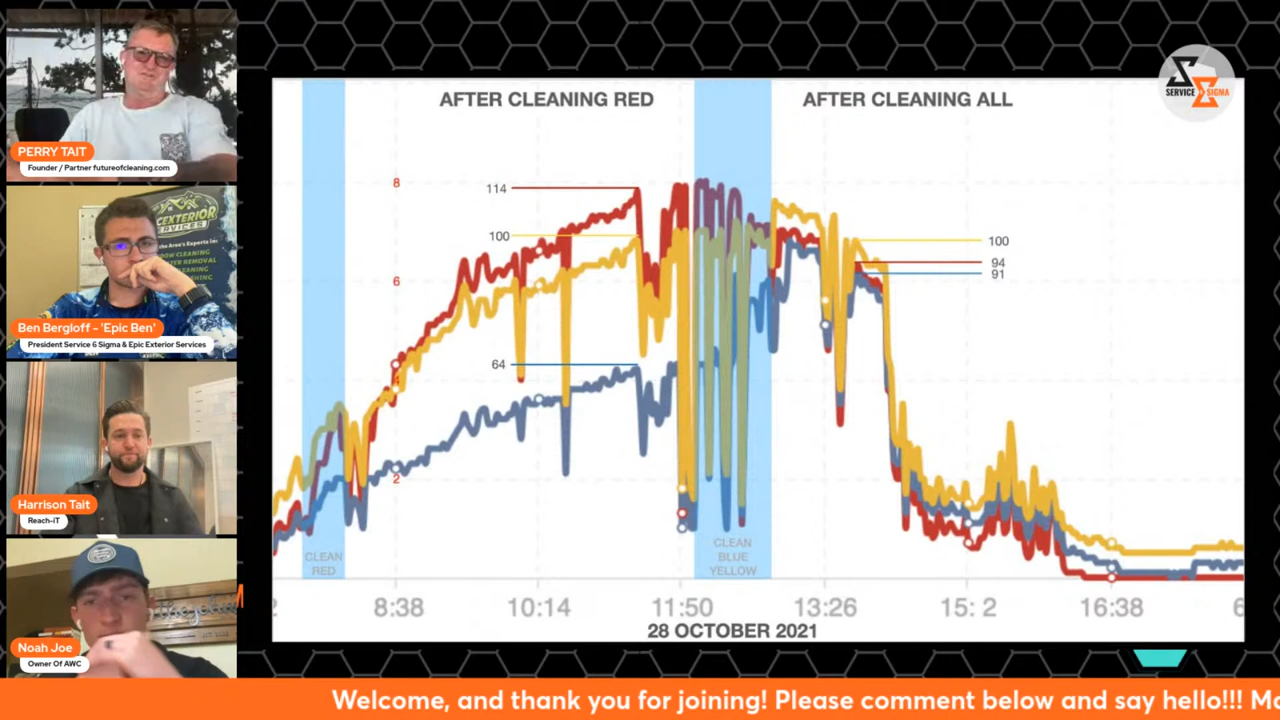 PERRY TAIT
Founder / Partner futureofcleaning.com
EXTERIOR
Ben Bergloff - 'Epic Ben'
President Service 6 Sigma & Epic Exterior Services
Harrison Tait
Reach-iT
Noah Joe
Owner Of AWC
AFTER CLEANING RED
AFTER CLEANING ALL
SERVICE 6 SIGMA
8
6
2
114
100
64
100
94
91
CLEAN
RED
CLEAN
BLUE
YELLOW
8:38
10:14
11:50
13:26
15: 2
16:38
28 OCTOBER 2021
Welcome, and thank you for joining! Please comment below and say hello!!!